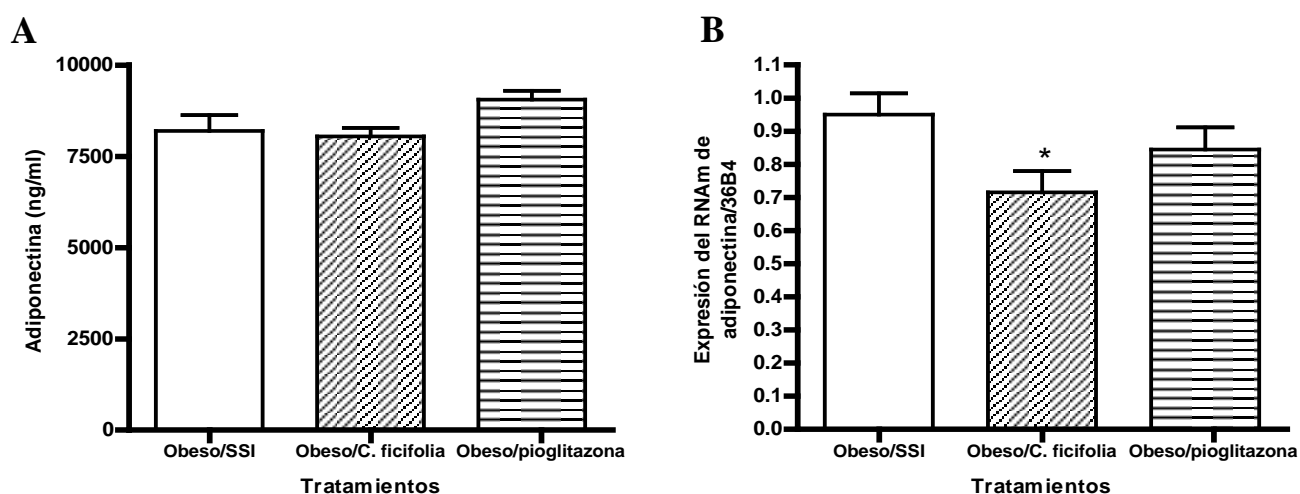 A
10000
7500
5000
2500
0
Adiponectina (ng/ml)
Obeso/SSI
Obeso/C. ficifolia
Obeso/pioglitazona
Tratamientos
B
1.1
1.0
0.9
0.8
0.7
0.6
0.5
0.4
0.3
0.2
0.1
0.0
Expresión del RNAm de
adiponectina/36B4
*
Obeso/SSI
Obeso/C. ficifolia
Obeso/pioglitazona
Tratamientos